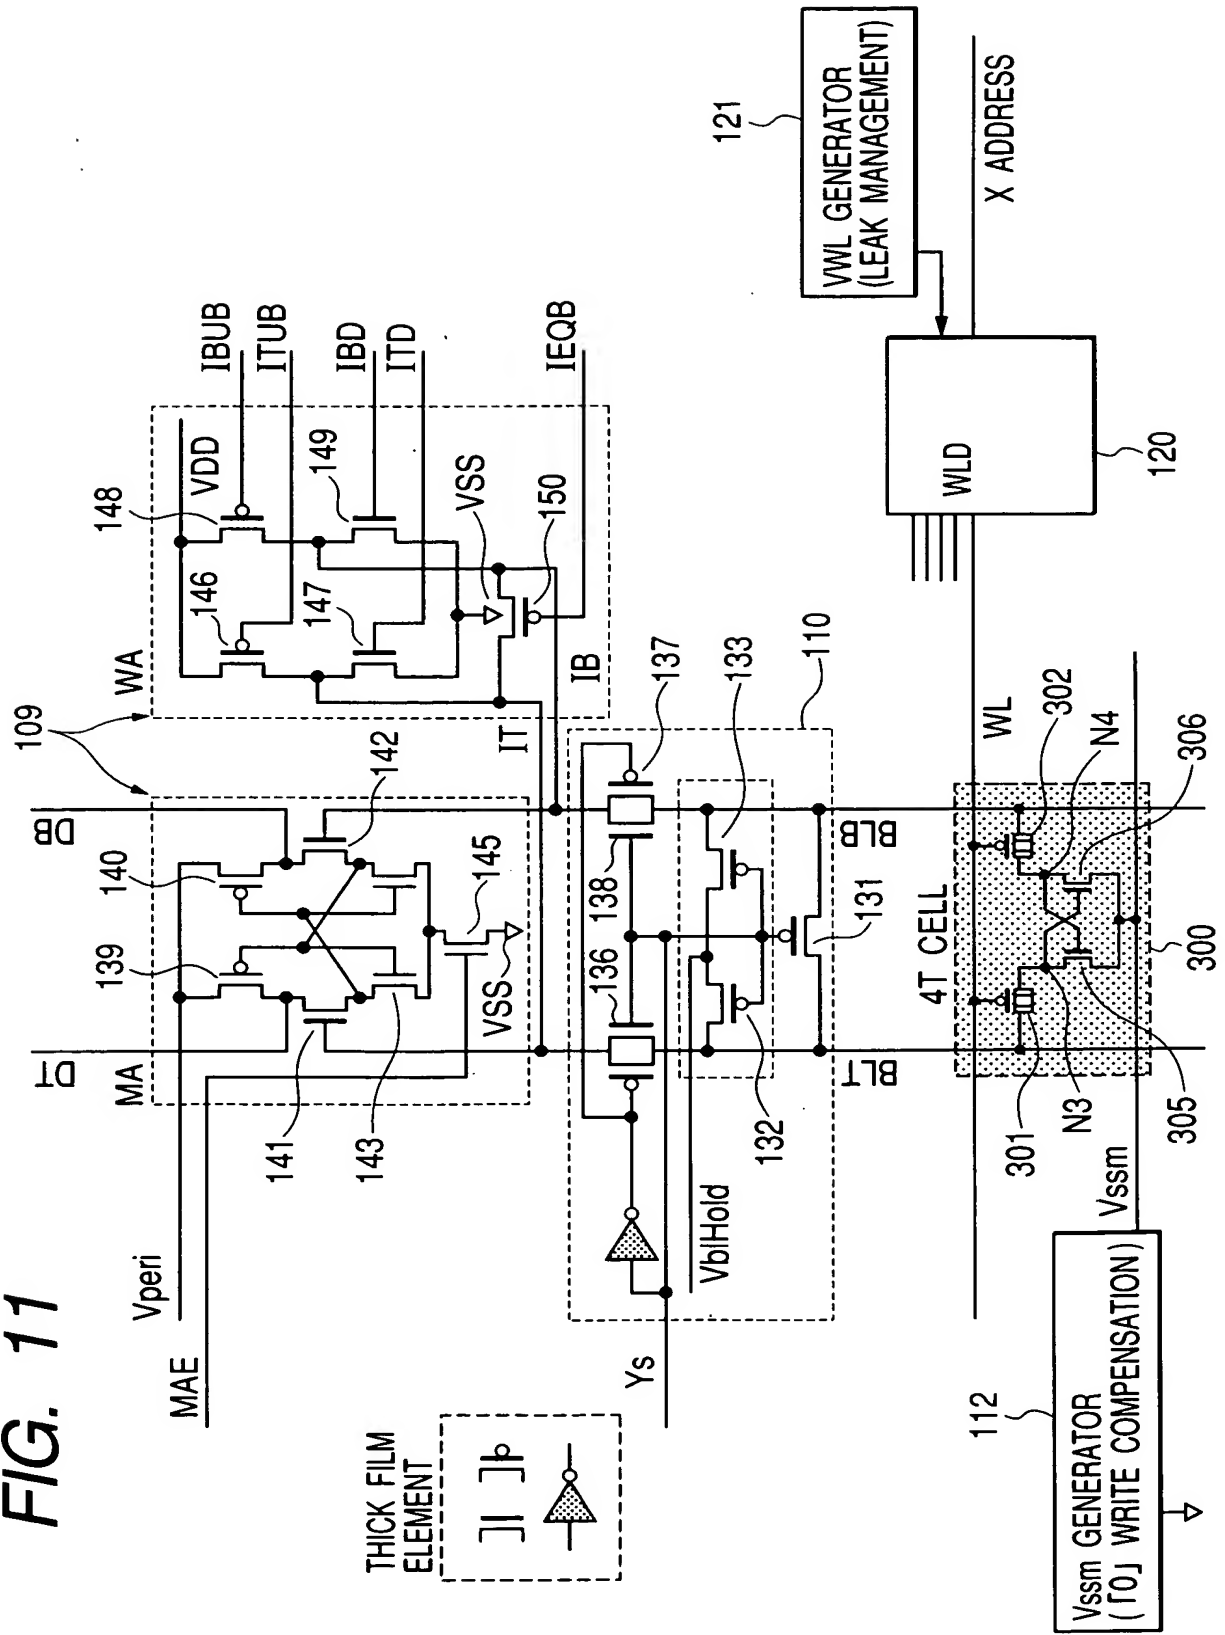 FIG. 11
Vperi
MAE
DT
DB
109
MA
139
140
141
142
143
145
VSS
WA
VDD
146
148
147
149
VSS
150
IT
IB
IBUB
ITUB
IBD
ITD
IEQB
THICK FILM
ELEMENT
Ys
VblHold
136
138
137
133
132
131
110
BLT
BLB
4T CELL
WL
301
302
N3
N4
305
306
300
Vssm
112
Vssm GENERATOR
(「0」 WRITE COMPENSATION)
WLD
120
121
VWL GENERATOR
(LEAK MANAGEMENT)
X ADDRESS